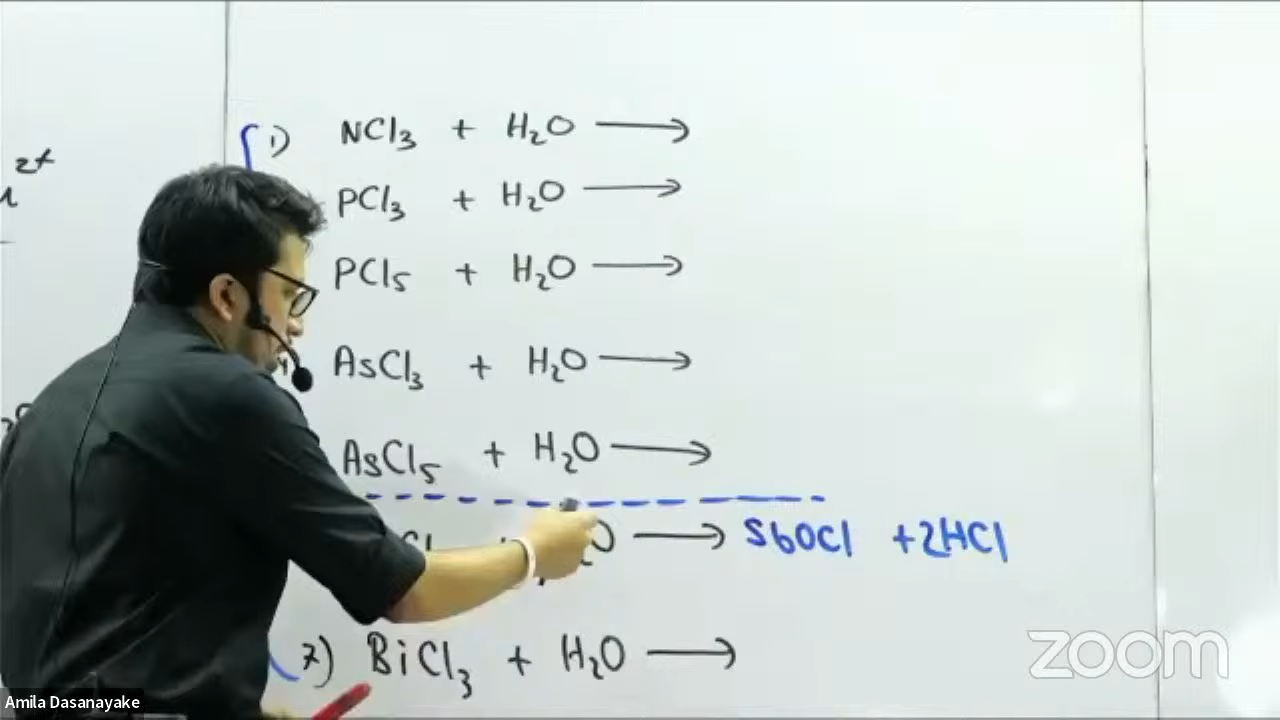 2+
1) NCl3 + H2O ⟶
PCl3 + H2O ⟶
PCl5 + H2O ⟶
AsCl3 + H2O ⟶
AsCl5 + H2O ⟶
Cl O ⟶ SbOCl + 2HCl
7) BiCl3 + H2O ⟶
zoom
Amila Dasanayake